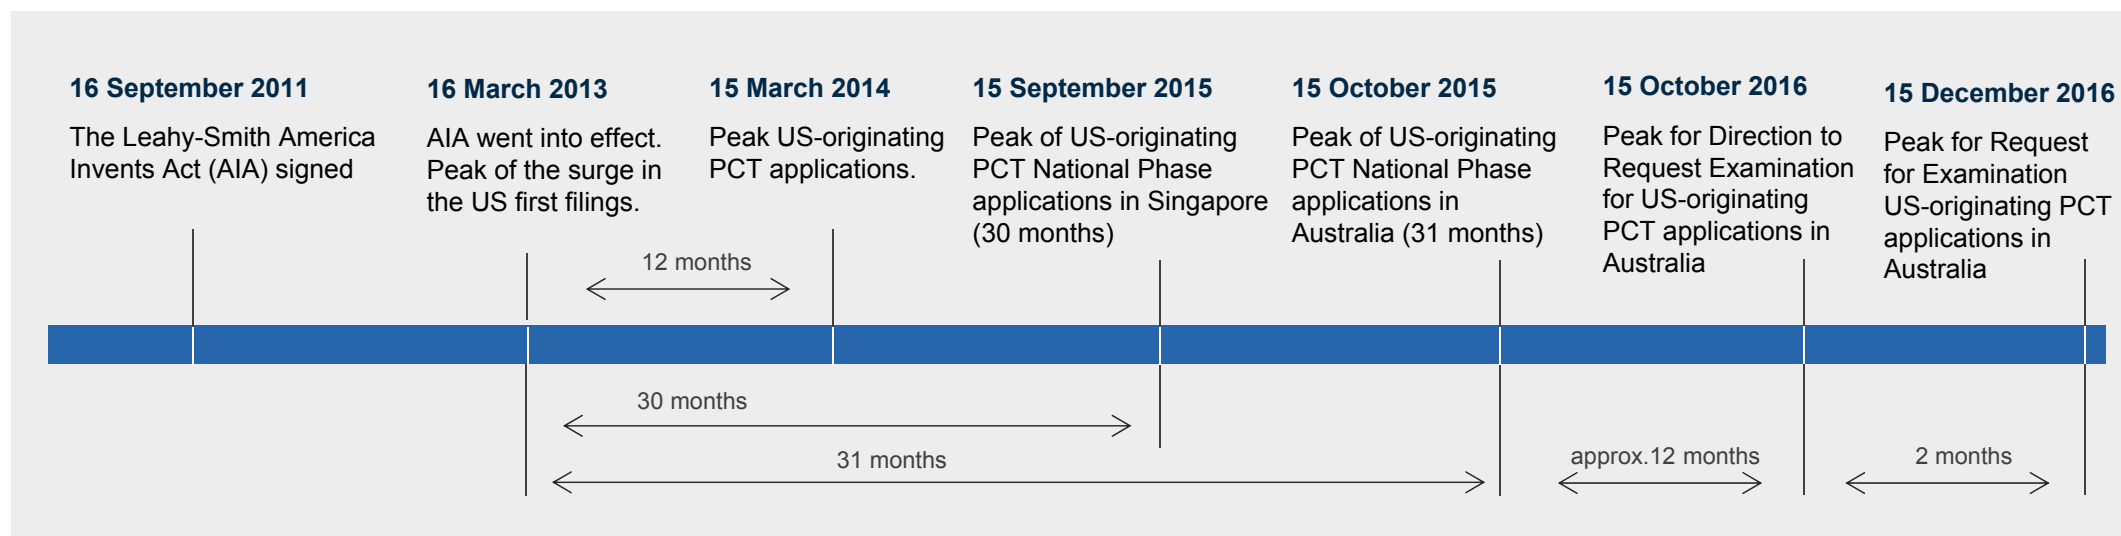 16 September 2011
The Leahy-Smith America
Invents Act (AIA) signed
16 March 2013
AIA went into effect.
Peak of the surge in
the US first filings.
15 March 2014
Peak US-originating
PCT applications.
15 September 2015
Peak of US-originating
PCT National Phase
applications in Singapore
(30 months)
15 October 2015
Peak of US-originating
PCT National Phase
applications in
Australia (31 months)
15 October 2016
Peak for Direction to
Request Examination
for US-originating
PCT applications in
Australia
15 December 2016
Peak for Request
for Examination
US-originating PCT
applications in
Australia
12 months
30 months
31 months
approx.12 months
2 months